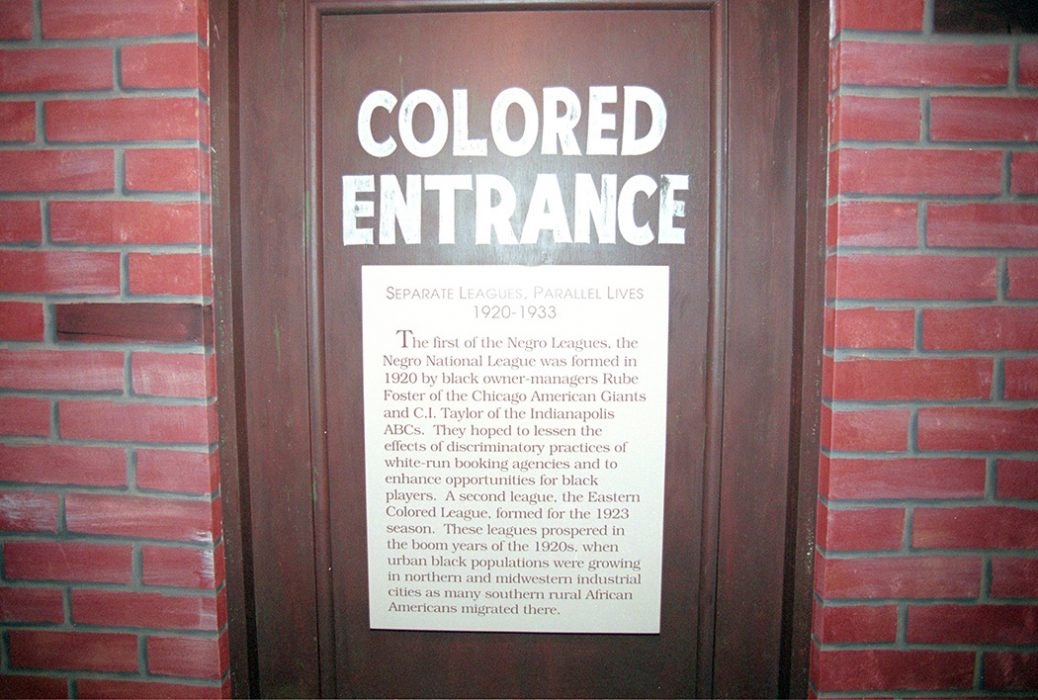 COLORED
ENTRANCE
SEPARATE LEAGUES, PARALLEL LIVES
1920-1933
The first of the Negro Leagues, the
Negro National League was formed in
1920 by black owner-managers Rube
Foster of the Chicago American Giants
and C.I. Taylor of the Indianapolis
ABCs. They hoped to lessen the
effects of discriminatory practices of
white-run booking agencies and to
enhance opportunities for black
players. A second league, the Eastern
Colored League, formed for the 1923
season. These leagues prospered in
the boom years of the 1920s, when
urban black populations were growing
in northern and midwestern industrial
cities as many southern rural African
Americans migrated there.